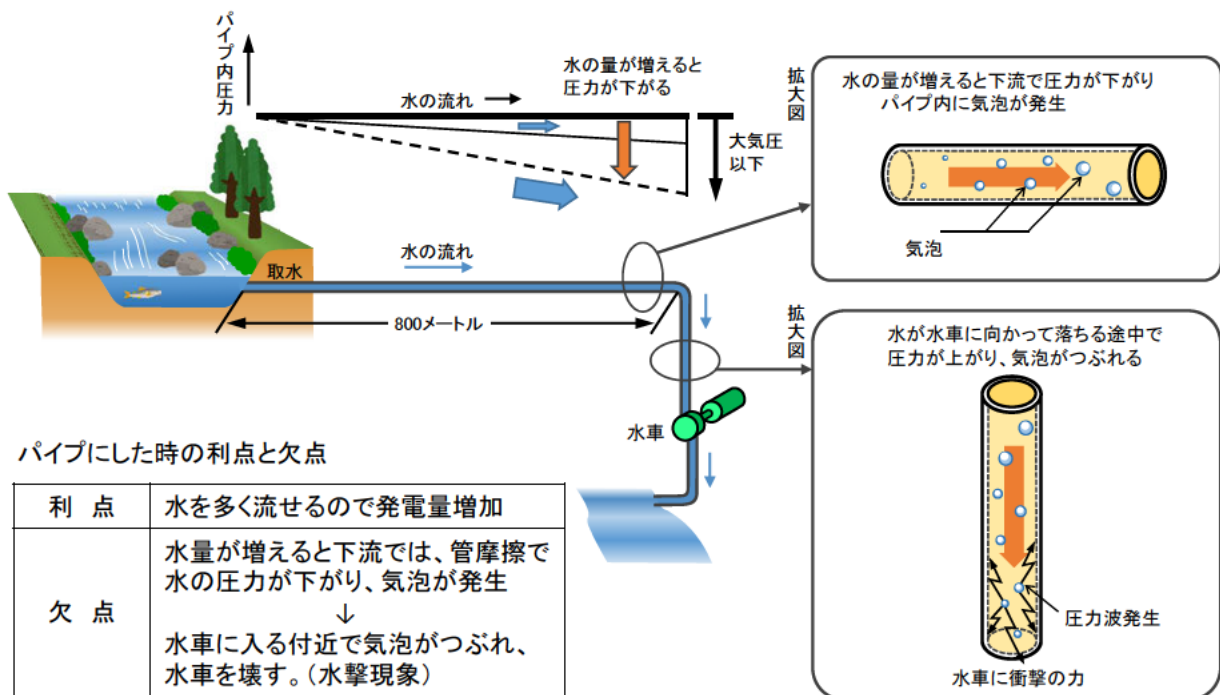 パイプ内圧力
水の量が増えると
圧力が下がる
水の流れ
大気圧
以下
拡大図
水の量が増えると下流で圧力が下がり
パイプ内に気泡が発生
気泡
取水
水の流れ
800メートル
水車
拡大図
水が水車に向かって落ちる途中で
圧力が上がり、気泡がつぶれる
圧力波発生
水車に衝撃の力
パイプにした時の利点と欠点
利 点
水を多く流せるので発電量増加
欠 点
水量が増えると下流では、管摩擦で
水の圧力が下がり、気泡が発生
↓
水車に入る付近で気泡がつぶれ、
水車を壊す。(水撃現象)